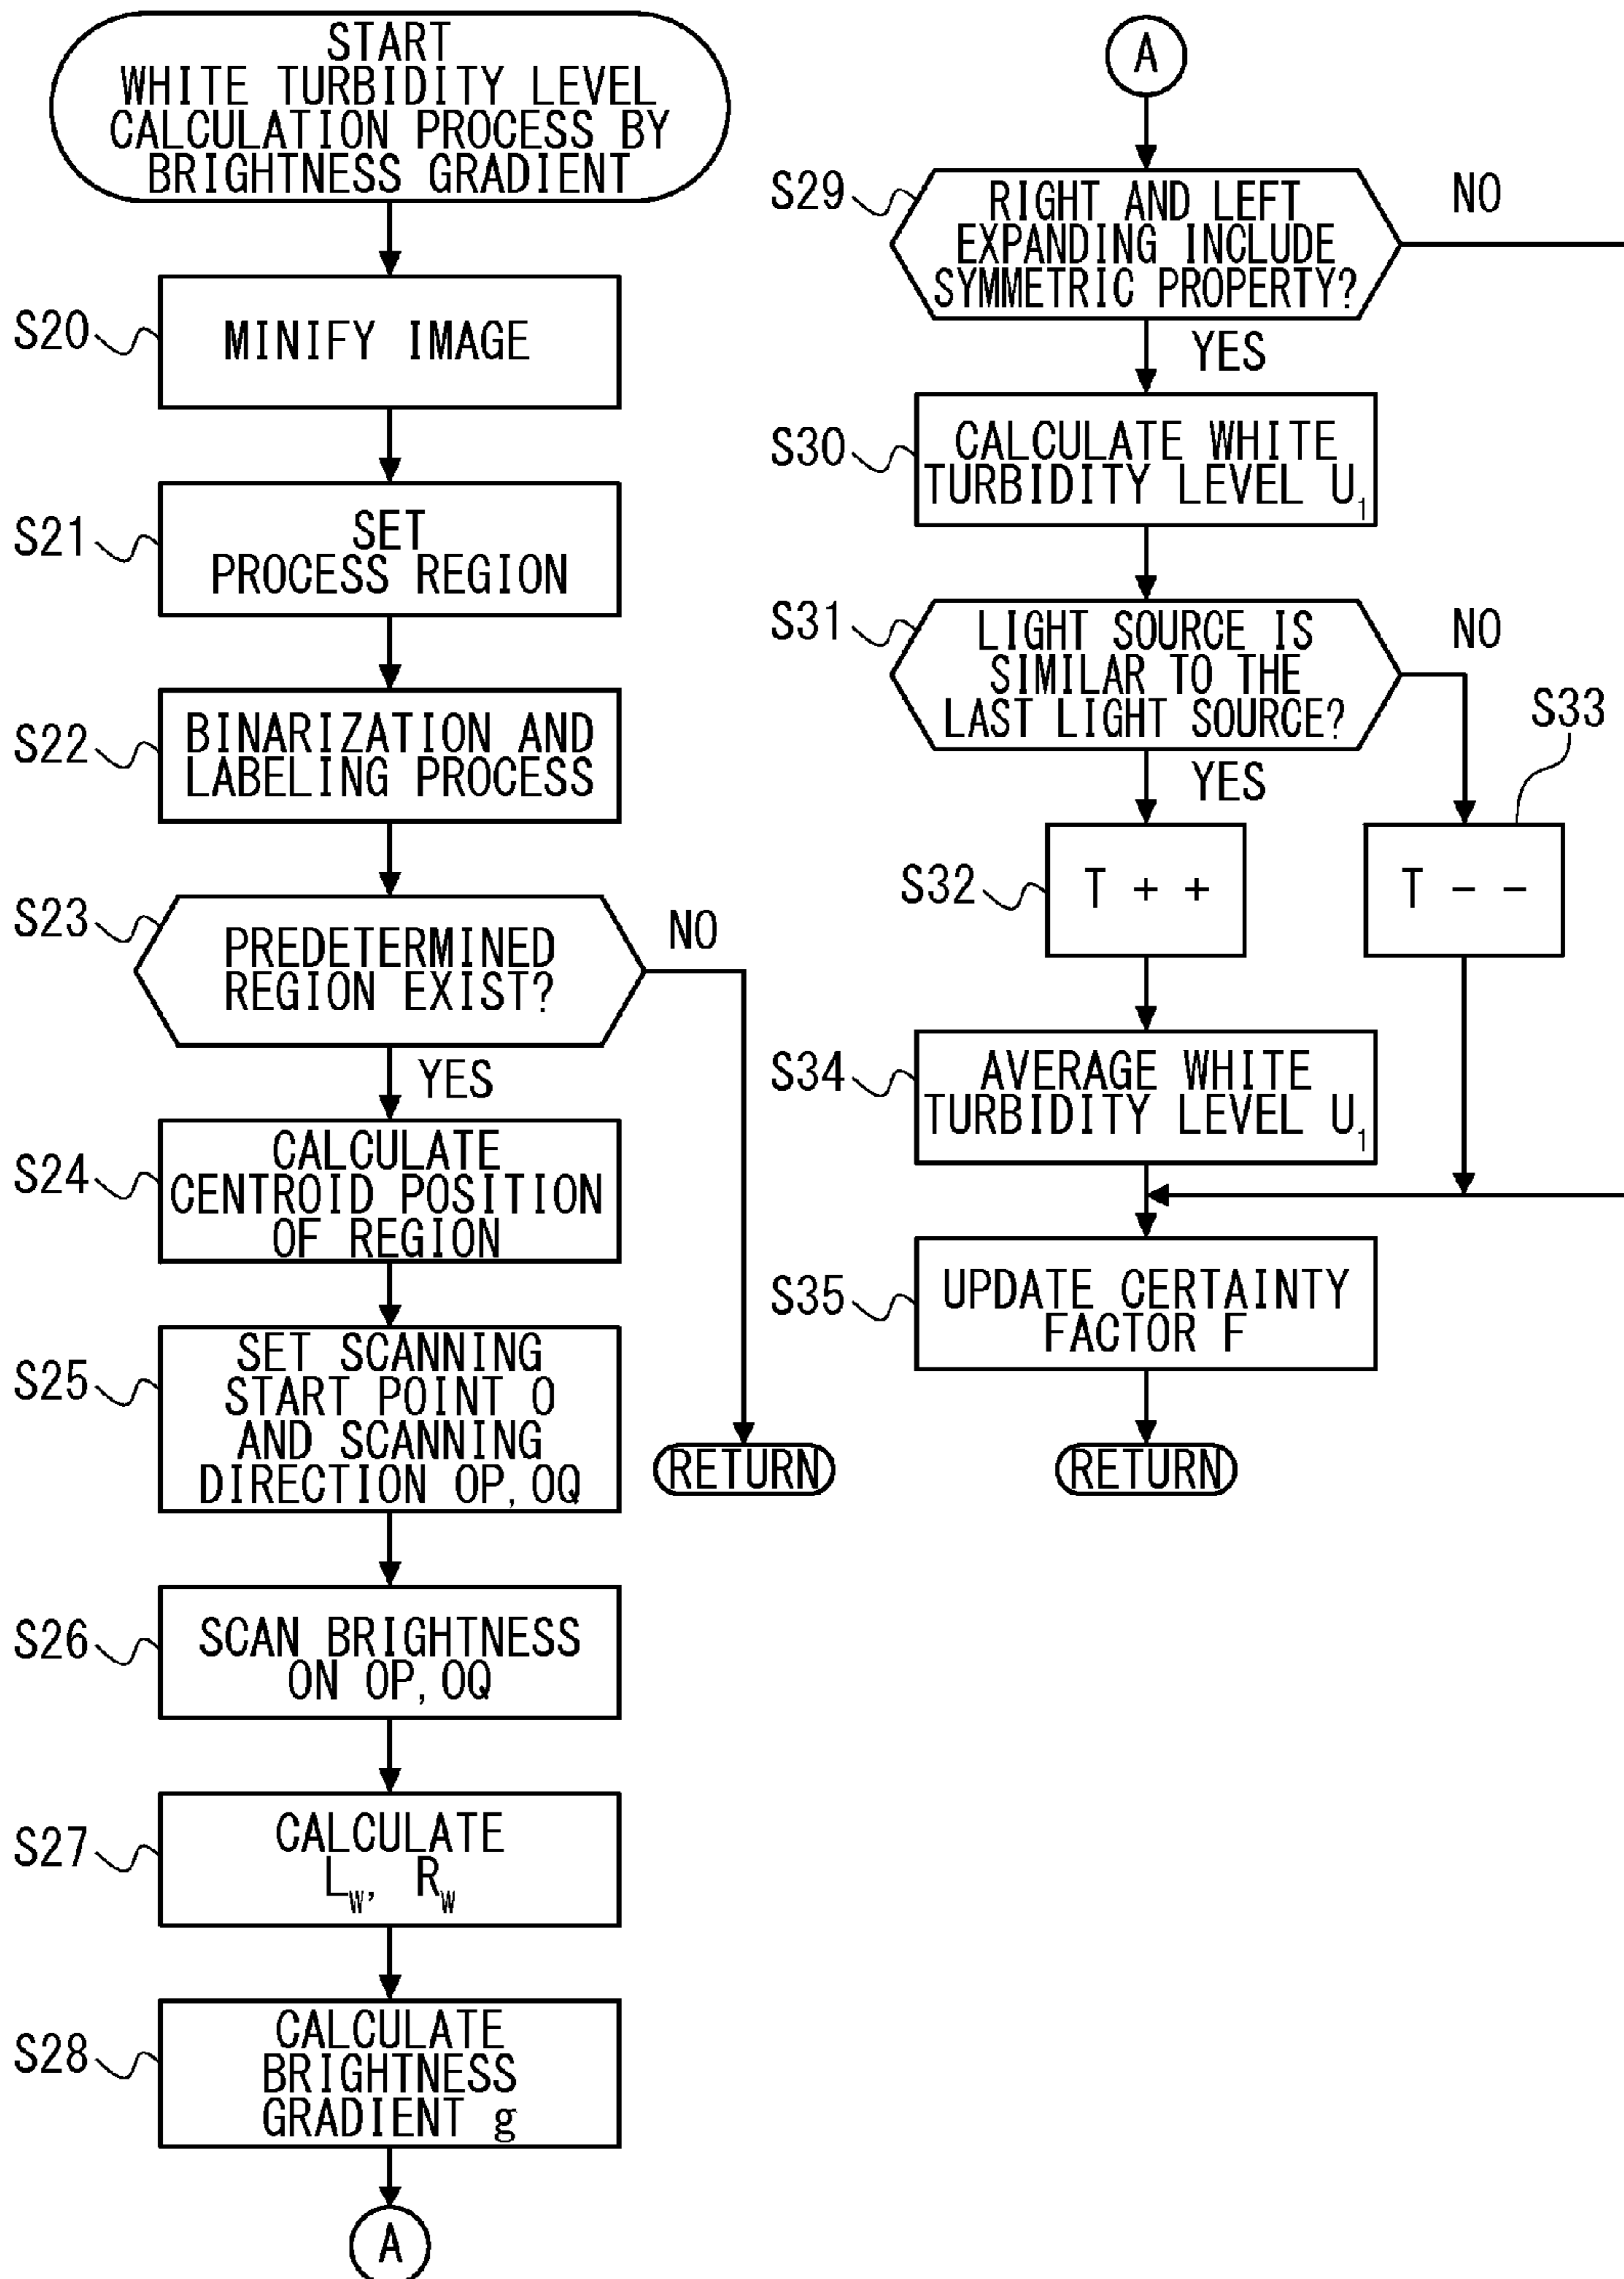 START
WHITE TURBIDITY LEVEL
CALCULATION PROCESS BY
BRIGHTNESS GRADIENT
S20
MINIFY IMAGE
S21
SET
PROCESS REGION
S22
BINARIZATION AND
LABELING PROCESS
S23
PREDETERMINED
REGION EXIST?
NO
YES
S24
CALCULATE
CENTROID POSITION
OF REGION
S25
SET SCANNING
START POINT O
AND SCANNING
DIRECTION OP, OQ
RETURN
S26
SCAN BRIGHTNESS
ON OP, OQ
S27
CALCULATE
L_W, R_W
S28
CALCULATE
BRIGHTNESS
GRADIENT g
A
A
S29
RIGHT AND LEFT
EXPANDING INCLUDE
SYMMETRIC PROPERTY?
NO
YES
S30
CALCULATE WHITE
TURBIDITY LEVEL U₁
S31
LIGHT SOURCE IS
SIMILAR TO THE
LAST LIGHT SOURCE?
NO
YES
S32
T + +
S33
T - -
S34
AVERAGE WHITE
TURBIDITY LEVEL U₁
S35
UPDATE CERTAINTY
FACTOR F
RETURN